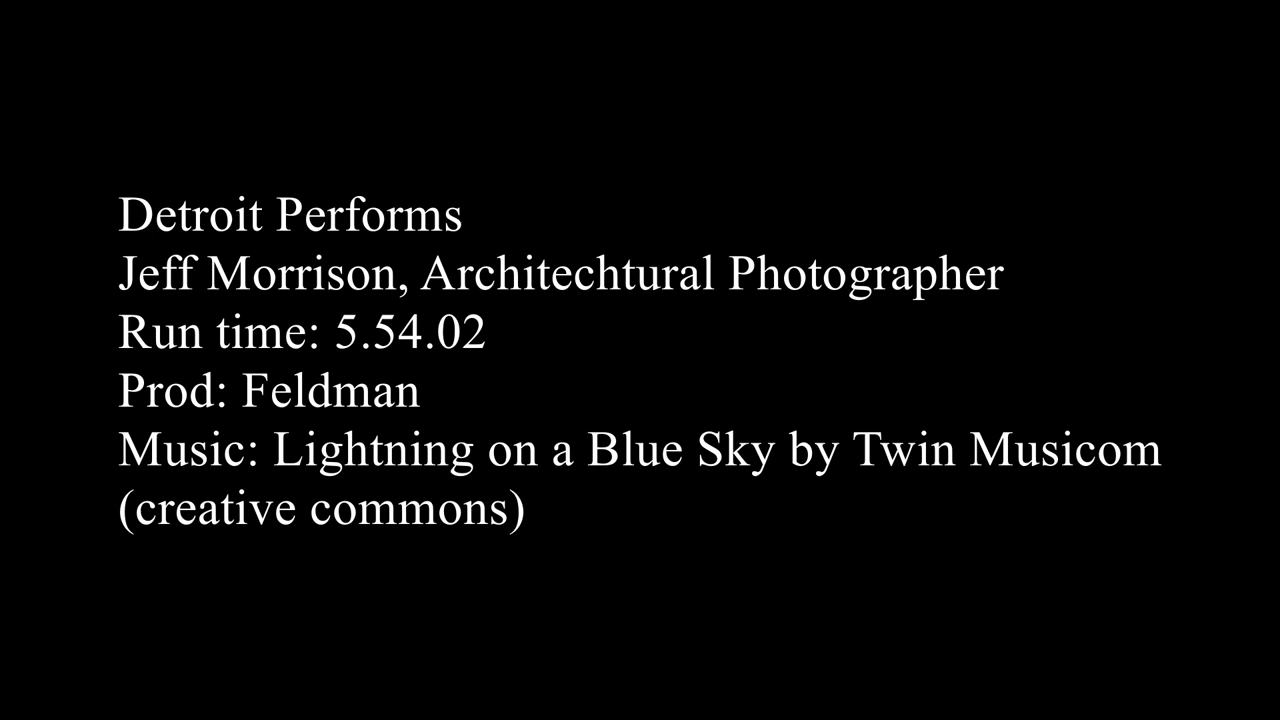 Detroit Performs
Jeff Morrison, Architechtural Photographer
Run time: 5.54.02
Prod: Feldman
Music: Lightning on a Blue Sky by Twin Musicom
(creative commons)